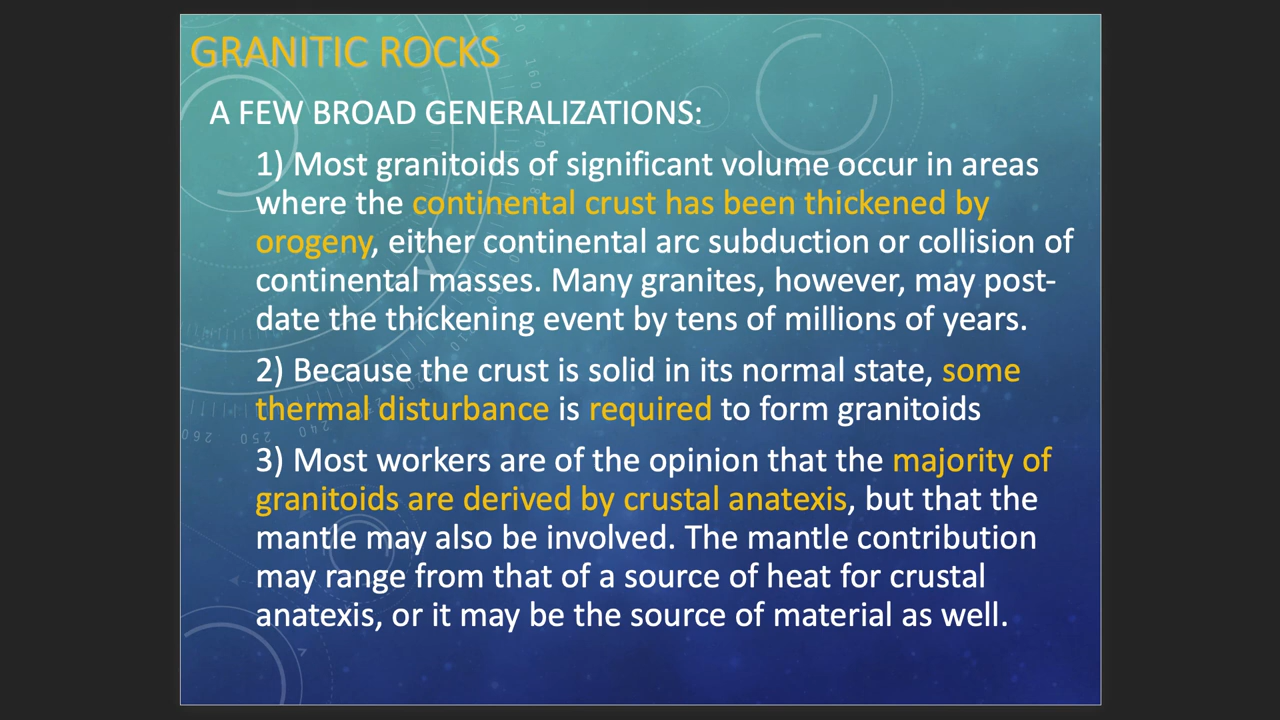 GRANITIC ROCKS
A FEW BROAD GENERALIZATIONS:
1) Most granitoids of significant volume occur in areas
where the continental crust has been thickened by
orogeny, either continental arc subduction or collision of
continental masses. Many granites, however, may post-
date the thickening event by tens of millions of years.
2) Because the crust is solid in its normal state, some
thermal disturbance is required to form granitoids
3) Most workers are of the opinion that the majority of
granitoids are derived by crustal anatexis, but that the
mantle may also be involved. The mantle contribution
may range from that of a source of heat for crustal
anatexis, or it may be the source of material as well.
260 250 240
160